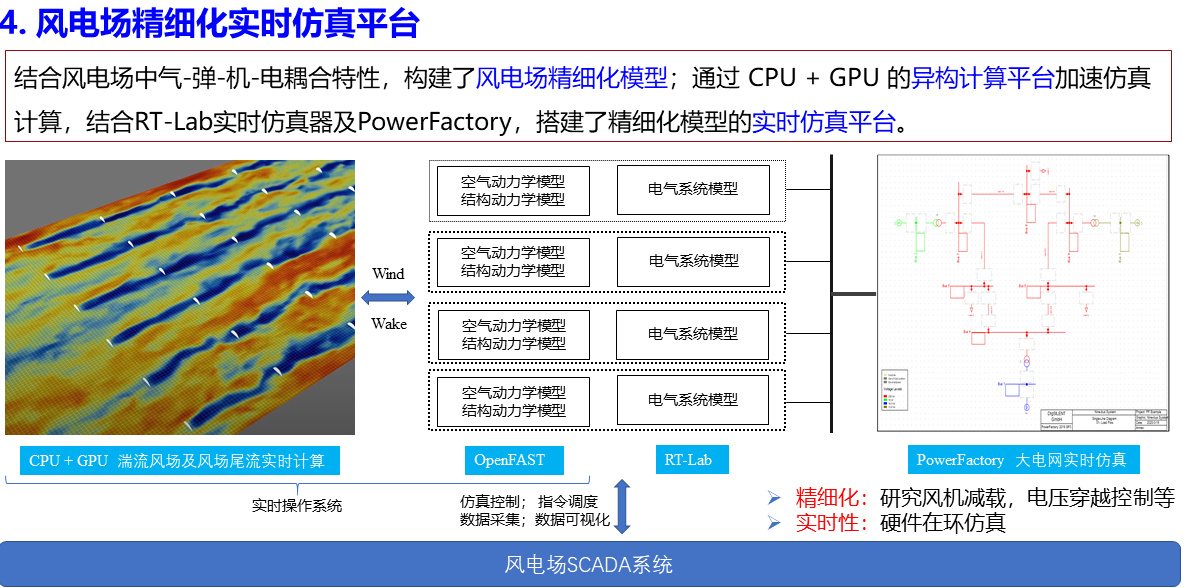 4. 风电场精细化实时仿真平台
结合风电场中气-弹-机-电耦合特性，构建了风电场精细化模型；通过 CPU + GPU 的异构计算平台加速仿真
计算，结合RT-Lab实时仿真器及PowerFactory，搭建了精细化模型的实时仿真平台。
Wind
Wake
空气动力学模型
结构动力学模型
电气系统模型
空气动力学模型
结构动力学模型
电气系统模型
空气动力学模型
结构动力学模型
电气系统模型
空气动力学模型
结构动力学模型
电气系统模型
DIgSILENT
GmbH
CPU + GPU 湍流风场及风场尾流实时计算
OpenFAST
RT-Lab
PowerFactory 大电网实时仿真
实时操作系统
仿真控制； 指令调度
数据采集；数据可视化
➢ 精细化：研究风机减载，电压穿越控制等
➢ 实时性：硬件在环仿真
风电场SCADA系统